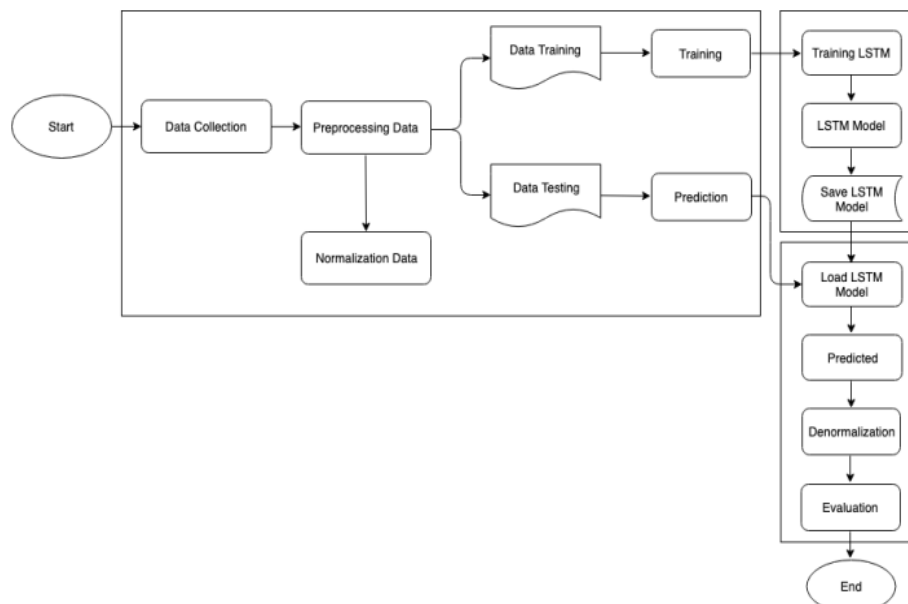 Start
Data Collection
Preprocessing Data
Normalization Data
Data Training
Training
Data Testing
Prediction
Training LSTM
LSTM Model
Save LSTM
Model
Load LSTM
Model
Predicted
Denormalization
Evaluation
End